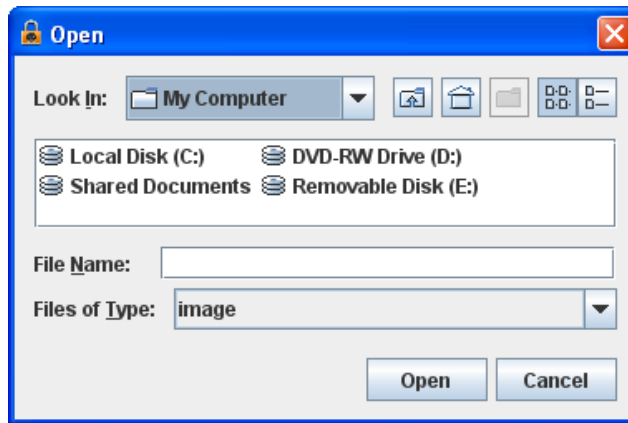 Open
Look In: My Computer
Local Disk (C:) DVD-RW Drive (D:)
Shared Documents Removable Disk (E:)
File Name:
Files of Type: image
Open Cancel